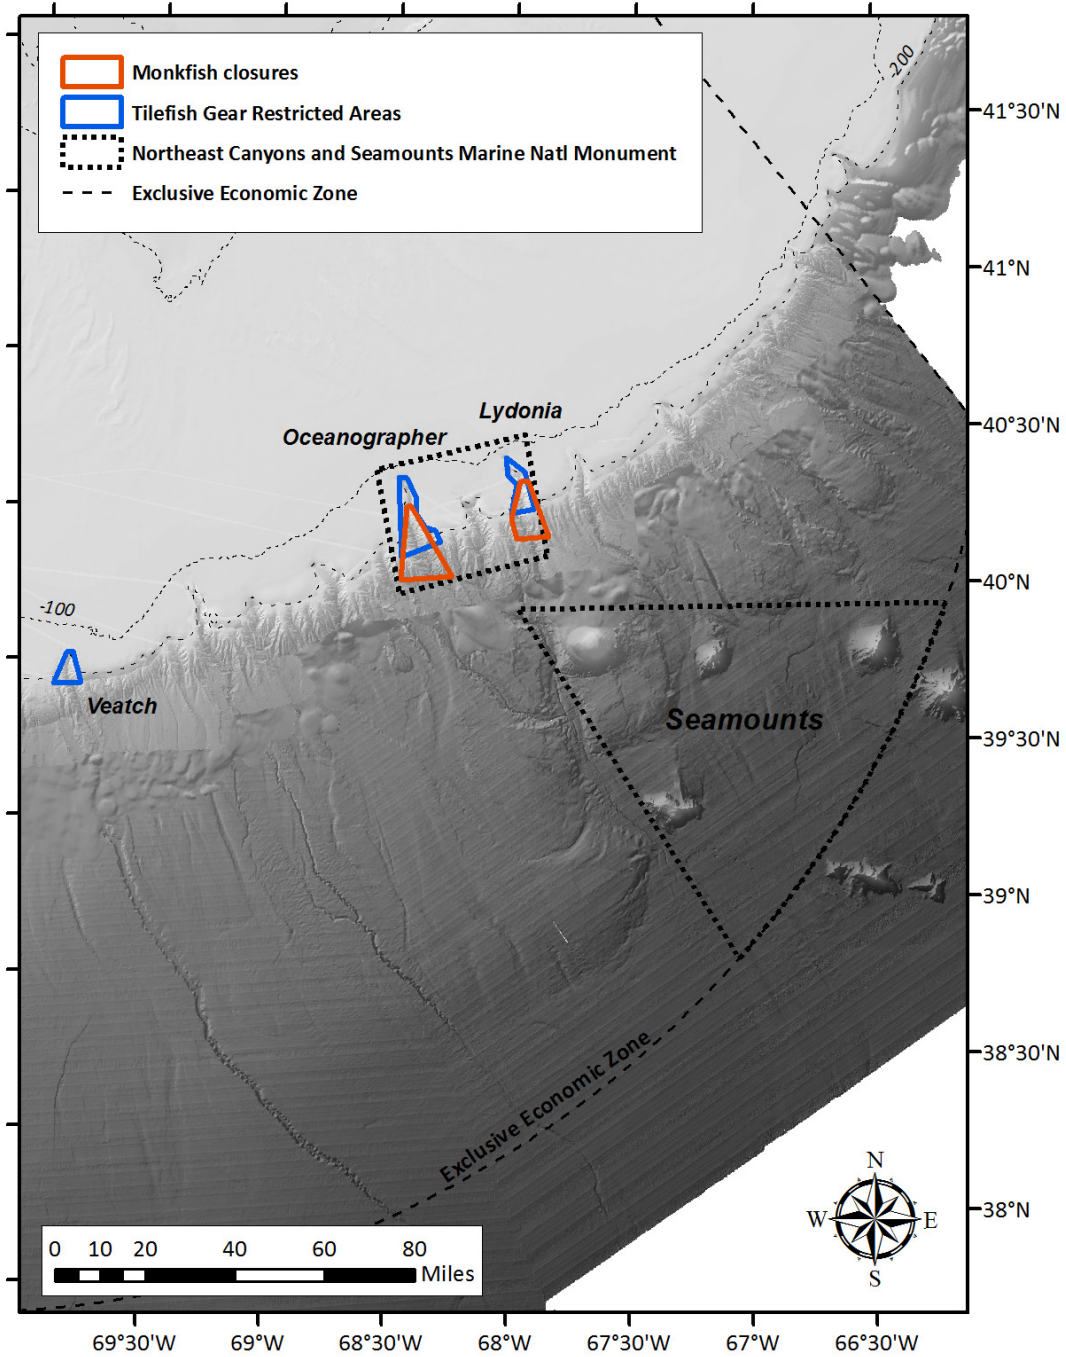 Monkfish closures
Tilefish Gear Restricted Areas
Northeast Canyons and Seamounts Marine Natl Monument
Exclusive Economic Zone
-200
41°30'N
41°N
Lydonia
40°30'N
Oceanographer
40°N
-100
Veatch
Seamounts
39°30'N
39°N
38°30'N
Exclusive Economic Zone
N
W
E
S
38°N
0 10 20 40 60 80
Miles
69°30'W 69°W 68°30'W 68°W 67°30'W 67°W 66°30'W